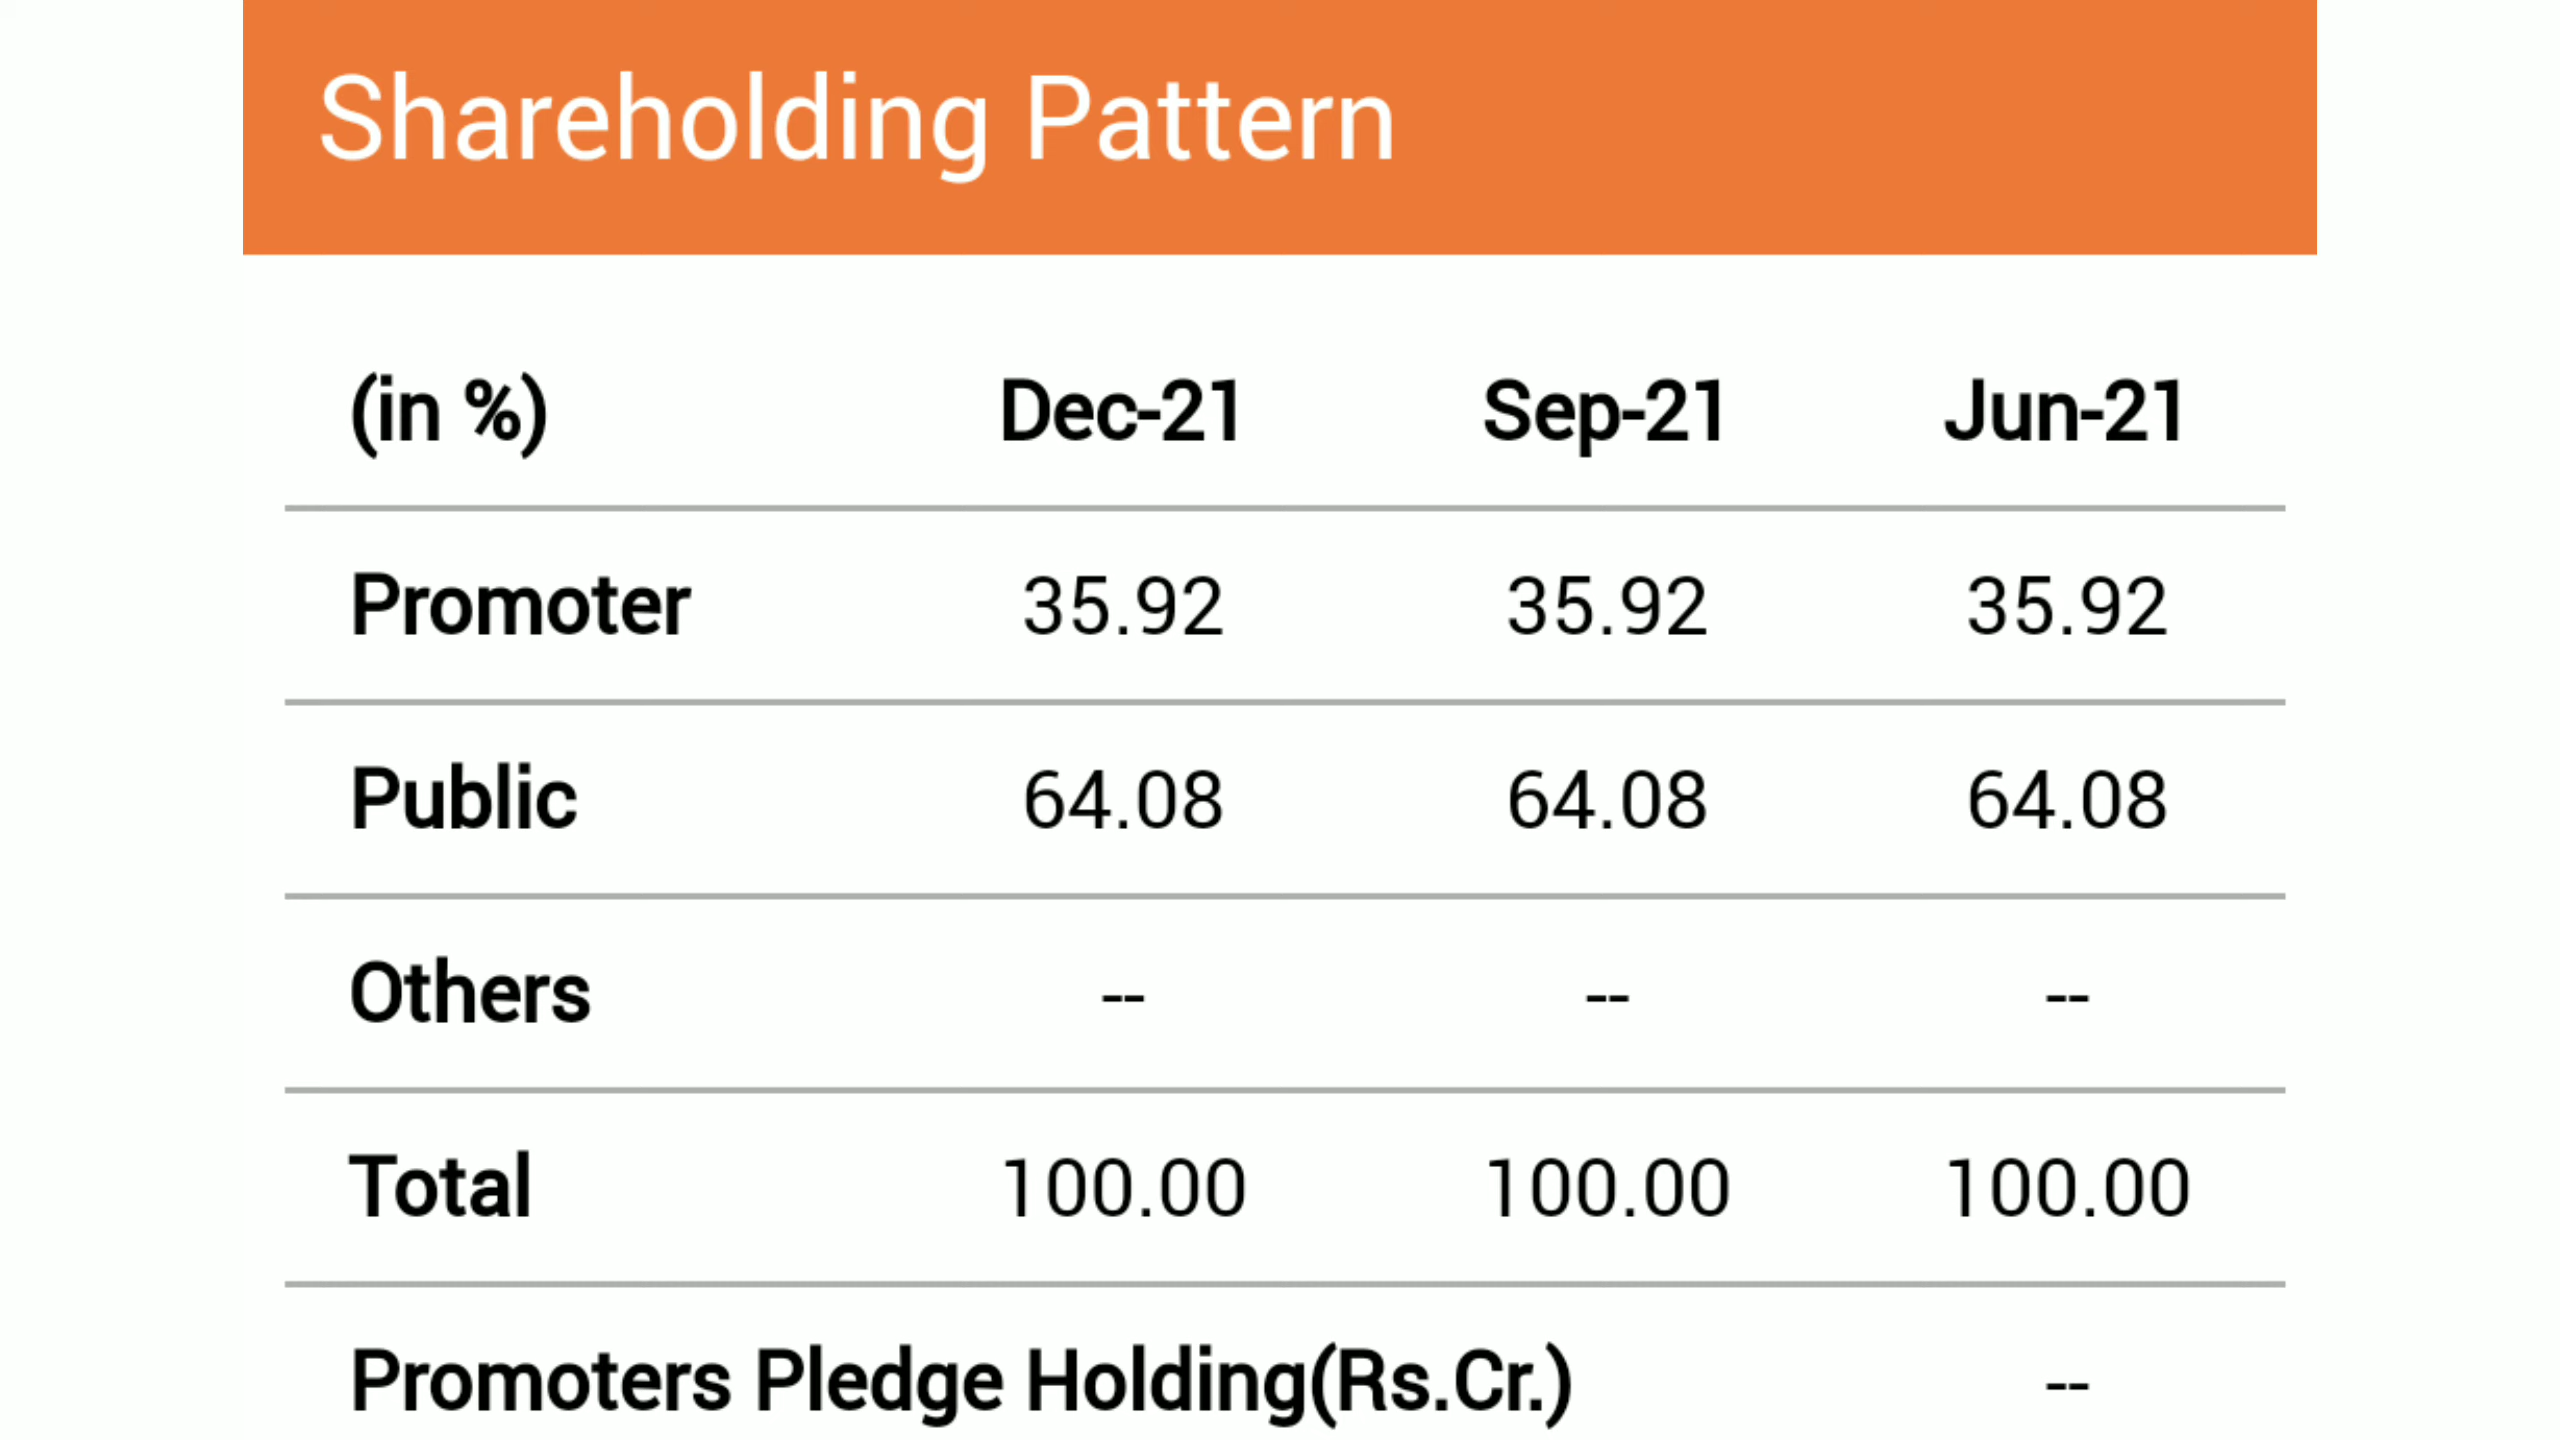 Shareholding Pattern
(in %) Dec-21 Sep-21 Jun-21
Promoter 35.92 35.92 35.92
Public 64.08 64.08 64.08
Others -- -- --
Total 100.00 100.00 100.00
Promoters Pledge Holding(Rs.Cr.) --